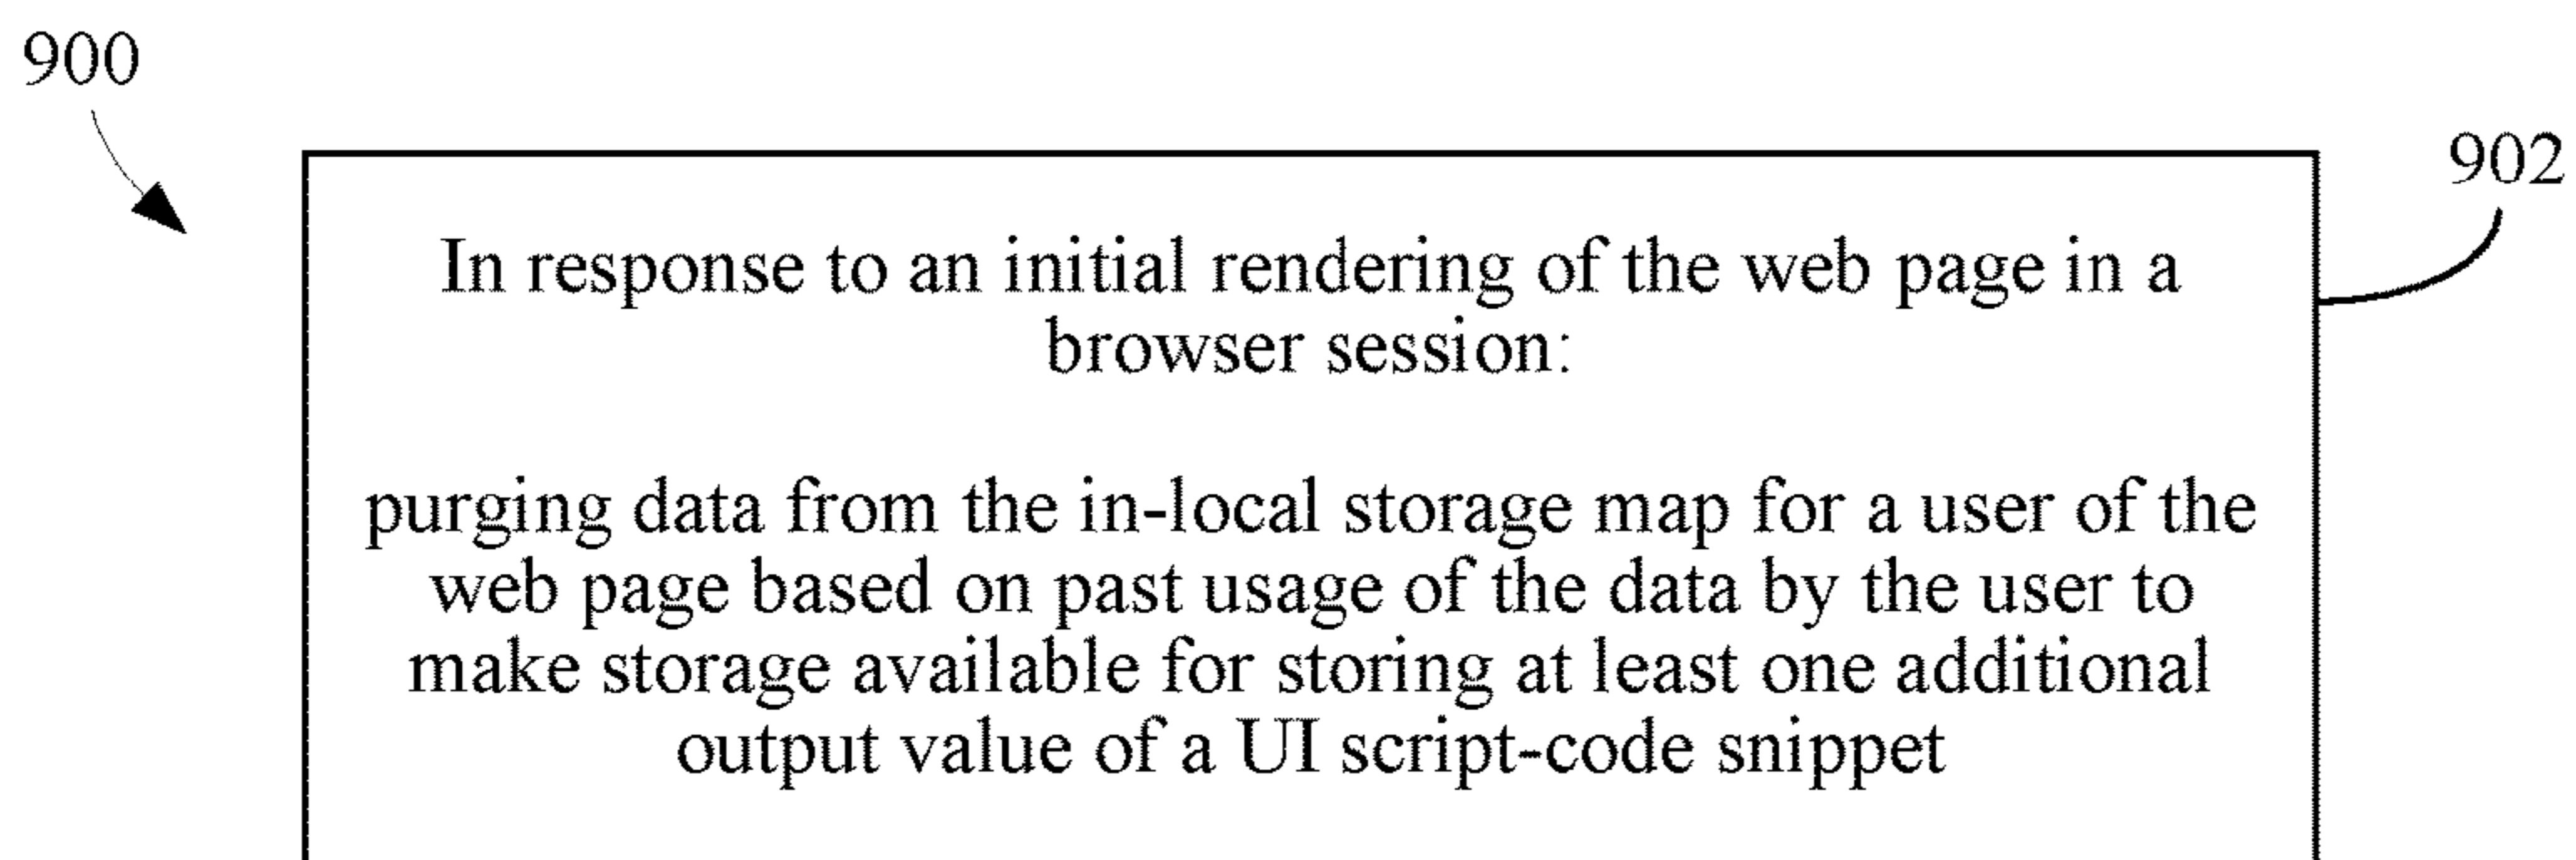 900
902
In response to an initial rendering of the web page in a
browser session:
purging data from the in-local storage map for a user of the
web page based on past usage of the data by the user to
make storage available for storing at least one additional
output value of a UI script-code snippet